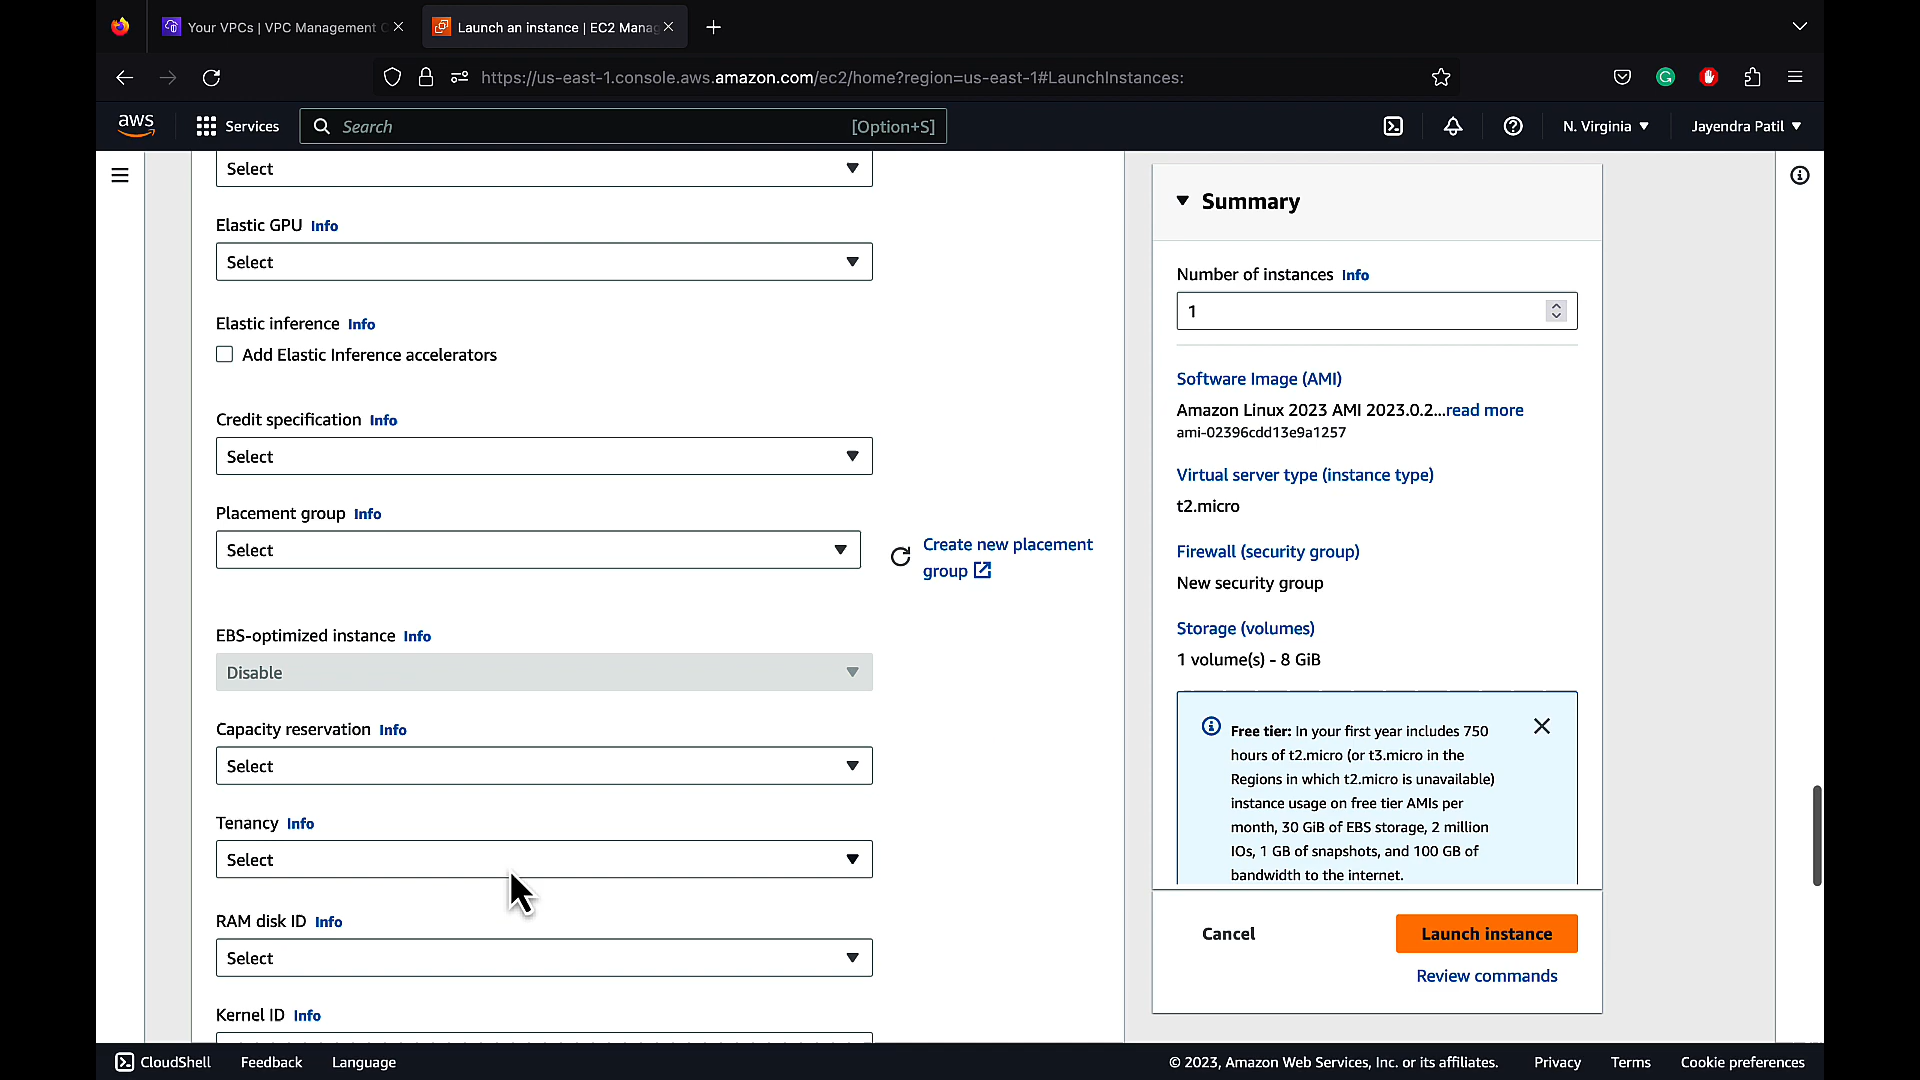 Your VPCs | VPC Management C
Launch an instance | EC2 Manag
https://us-east-1.console.aws.amazon.com/ec2/home?region=us-east-1#LaunchInstances:
aws
Services
Search
[Option+S]
N. Virginia
Jayendra Patil
Select
Elastic GPU Info
Select
Elastic inference Info
Add Elastic Inference accelerators
Credit specification Info
Select
Placement group Info
Select
Create new placement
group
EBS-optimized instance Info
Disable
Capacity reservation Info
Select
Tenancy Info
Select
RAM disk ID Info
Select
Kernel ID Info
Summary
Number of instances Info
1
Software Image (AMI)
Amazon Linux 2023 AMI 2023.0.2...read more
ami-02396cdd13e9a1257
Virtual server type (instance type)
t2.micro
Firewall (security group)
New security group
Storage (volumes)
1 volume(s) - 8 GiB
Free tier: In your first year includes 750
hours of t2.micro (or t3.micro in the
Regions in which t2.micro is unavailable)
instance usage on free tier AMIs per
month, 30 GiB of EBS storage, 2 million
IOs, 1 GB of snapshots, and 100 GB of
bandwidth to the internet.
Cancel
Launch instance
Review commands
CloudShell
Feedback
Language
© 2023, Amazon Web Services, Inc. or its affiliates.
Privacy
Terms
Cookie preferences